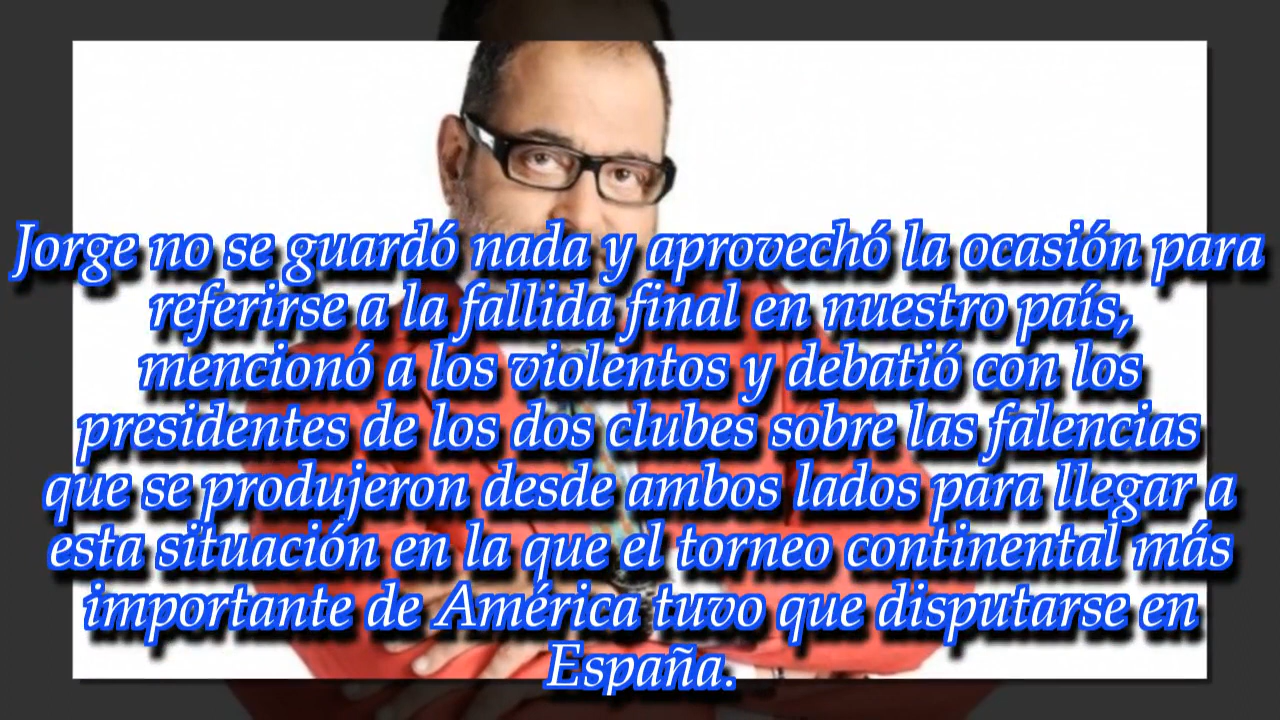 Jorge no se guardó nada y aprovechó la ocasión para
referirse a la fallida final en nuestro país,
mencionó a los violentos y debatió con los
presidentes de los dos clubes sobre las falencias
que se produjeron desde ambos lados para llegar a
esta situación en la que el torneo continental más
importante de América tuvo que disputarse en
España.